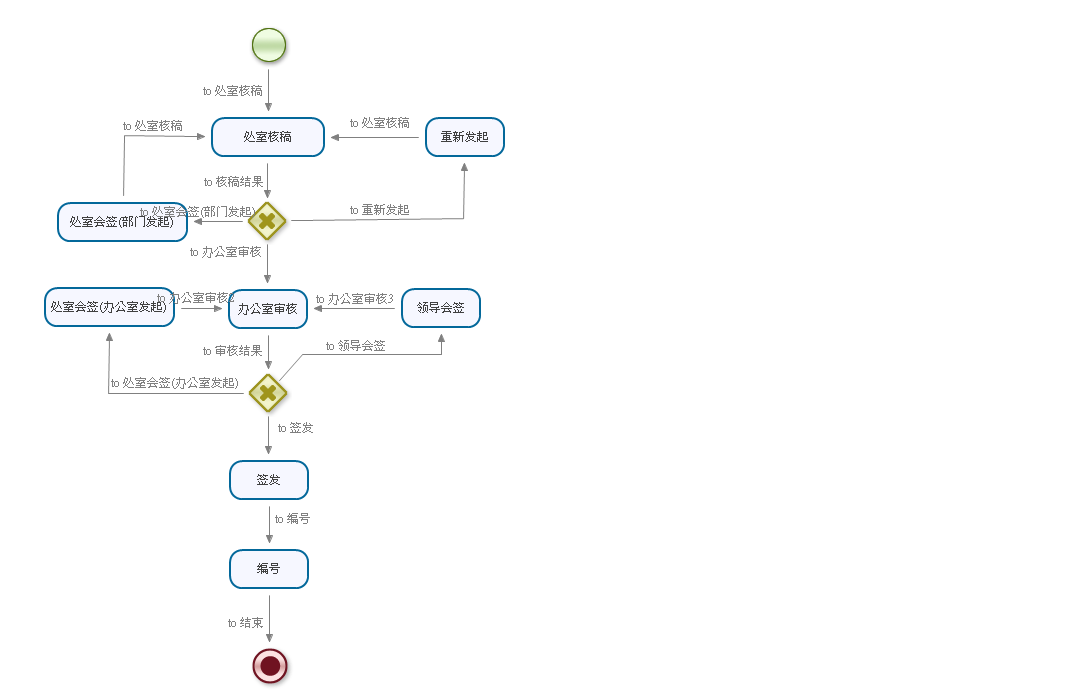 to 处室核稿
to 处室核稿
处室核稿
to 处室核稿
重新发起
to 核稿结果
处室会签(部门发起)
to 处室会签(部门发起)
to 重新发起
to 办公室审核
处室会签(办公室发起)
to 办公室审核2
办公室审核
to 办公室审核3
领导会签
to 审核结果
to 领导会签
to 处室会签(办公室发起)
to 签发
签发
to 编号
编号
to 结束